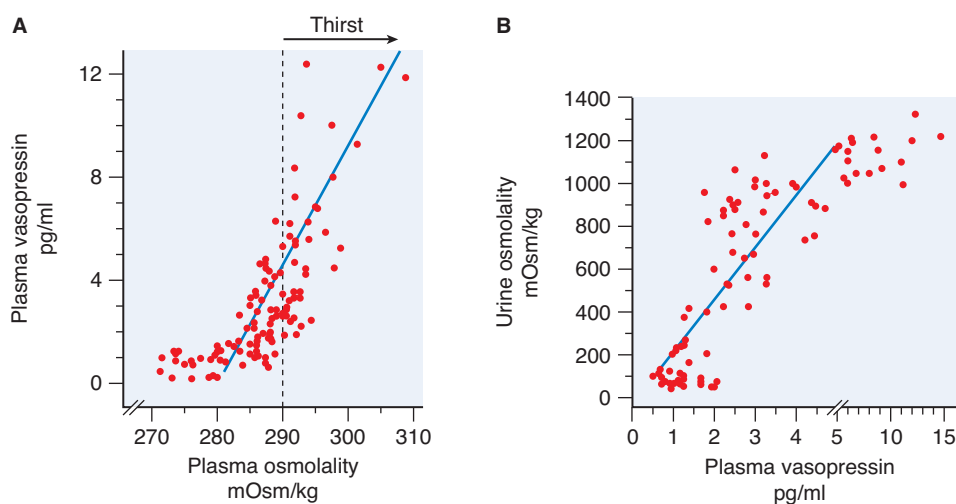 A
Thirst
Plasma vasopressin
pg/ml
12
8
4
0
270 280 290 300 310
Plasma osmolality
mOsm/kg
B
Urine osmolality
mOsm/kg
1400
1200
1000
800
600
400
200
0
0 1 2 3 4 5 10 15
Plasma vasopressin
pg/ml